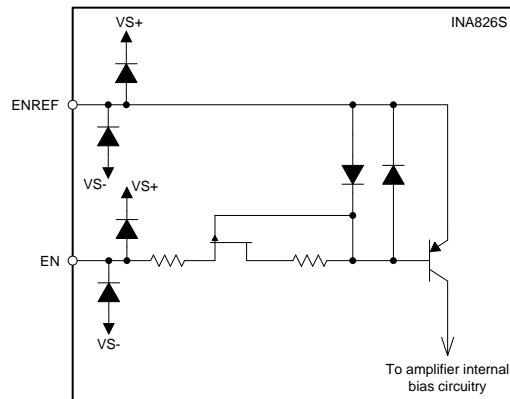 VS+
INA826S
ENREF
VS-
VS+
EN
VS-
To amplifier internal
bias circuitry